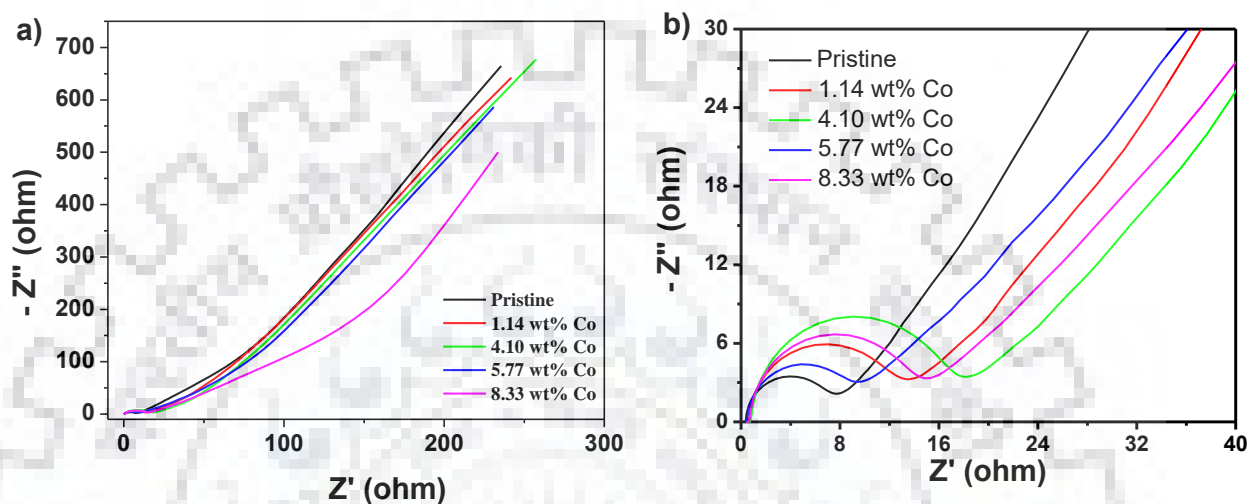 a)
700
600
500
400
300
200
100
0
- Z" (ohm)
0
100
200
300
Z' (ohm)
Pristine
1.14 wt% Co
4.10 wt% Co
5.77 wt% Co
8.33 wt% Co
b)
30
24
18
12
6
0
- Z" (ohm)
0
8
16
24
32
40
Z' (ohm)
Pristine
1.14 wt% Co
4.10 wt% Co
5.77 wt% Co
8.33 wt% Co